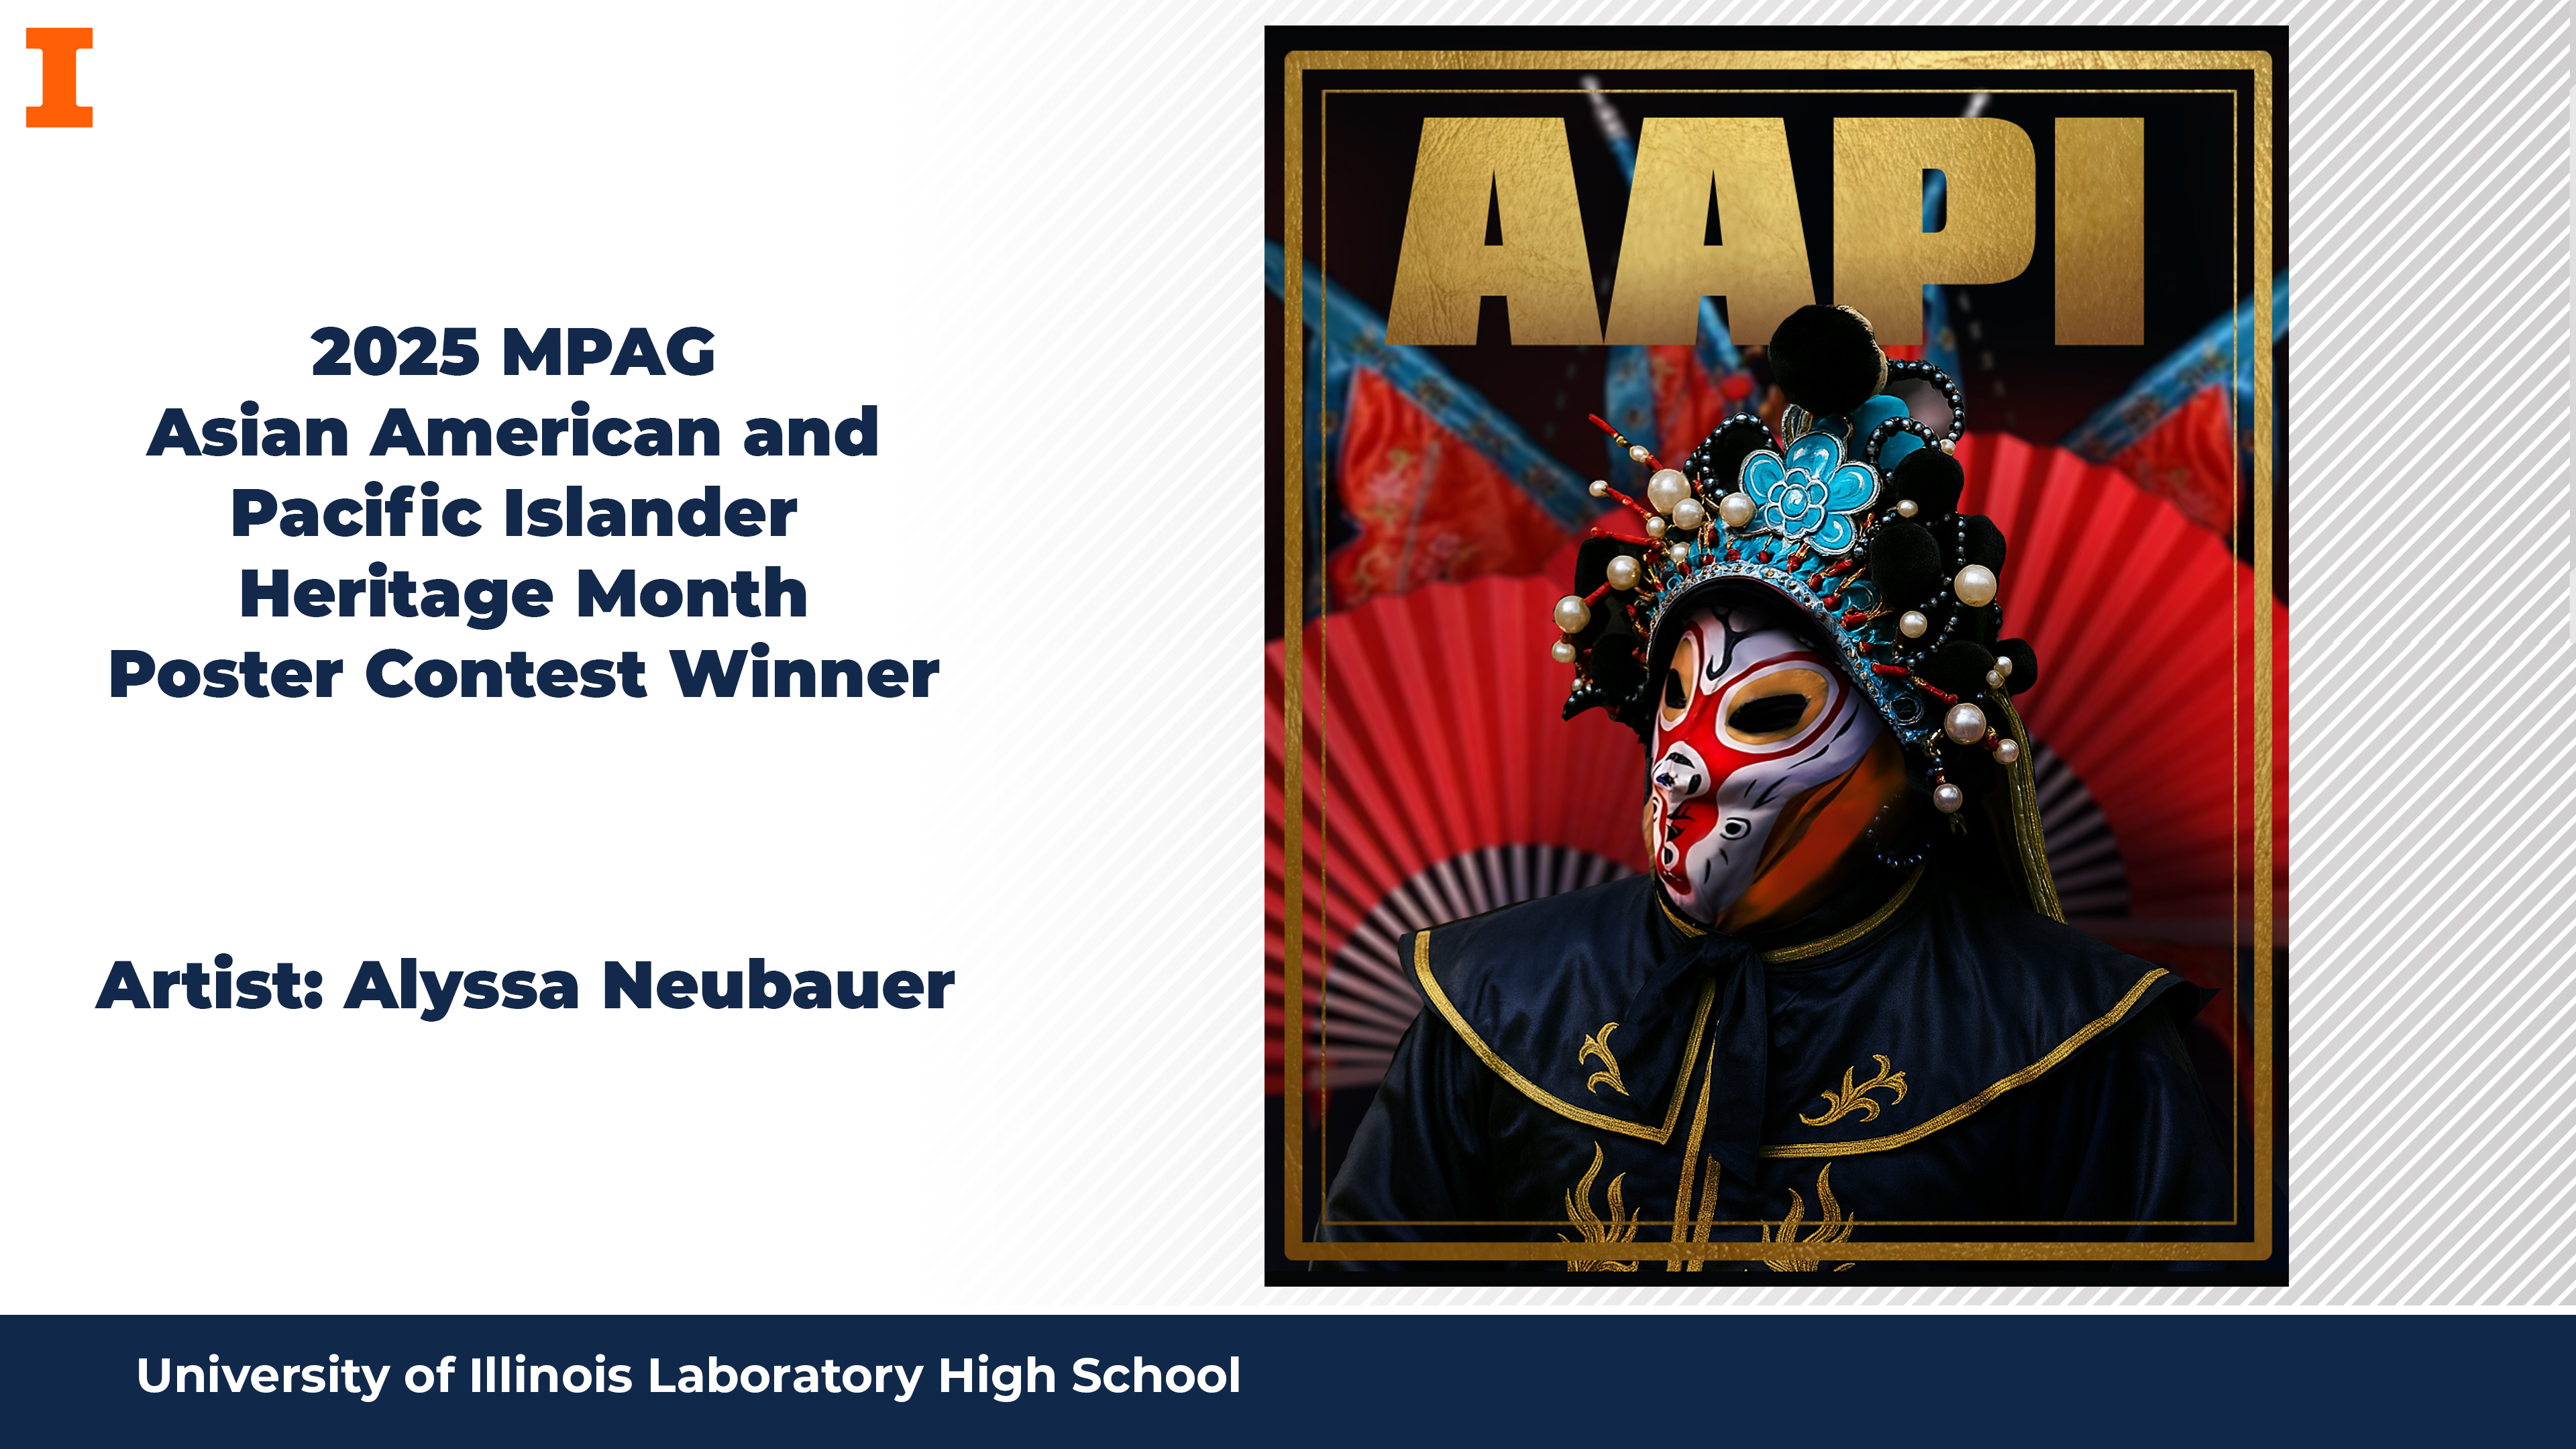 I
2025 MPAG
Asian American and
Pacific Islander
Heritage Month
Poster Contest Winner
Artist: Alyssa Neubauer
AAPI
University of Illinois Laboratory High School